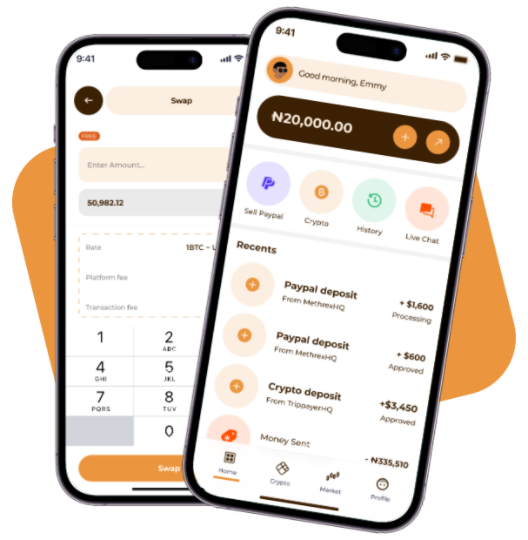 9:41
Swap
FREE
Enter Amount...
50,982.12
Rate
1BTC ~ U
Platform fee
Transaction fee
1
2
ABC
4
GHI
5
JKL
7
PQRS
8
TUV
0
Swap
9:41
Good morning, Emmy
₦20,000.00
Sell Paypal
Crypto
History
Live Chat
Recents
Paypal deposit
From MethrexHQ
+ $1,600
Processing
Paypal deposit
From MethrexHQ
+ $600
Approved
Crypto deposit
From TrippayerHQ
+$3,450
Approved
Money Sent
- ₦335,510
Home
Crypto
Market
Profile